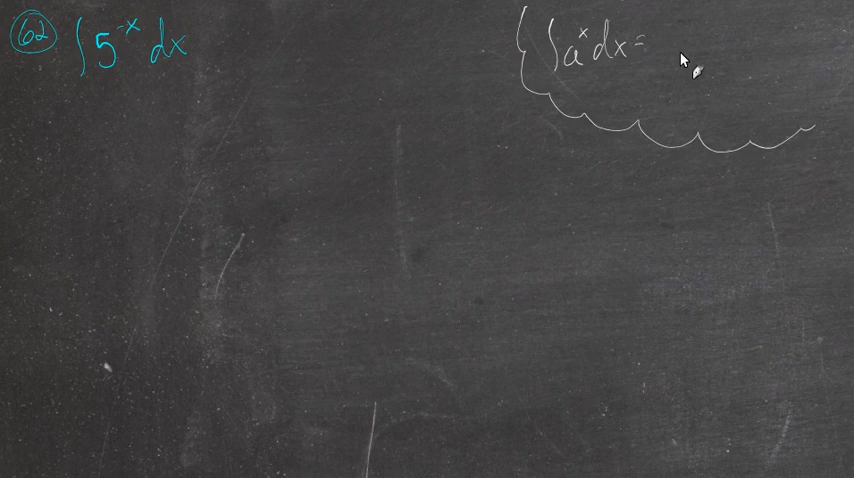 62 ∫ 5^{-x} dx
∫ a^x dx =